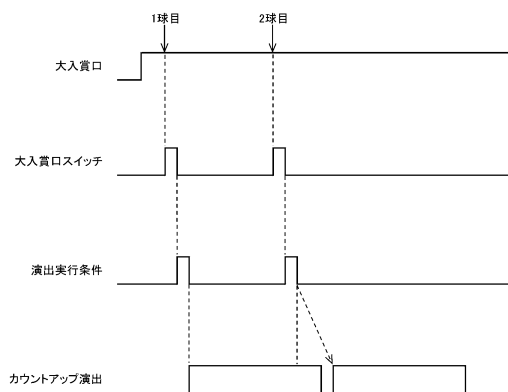 1球目
2球目
大入賞口
大入賞口スイッチ
演出実行条件
カウントアップ演出